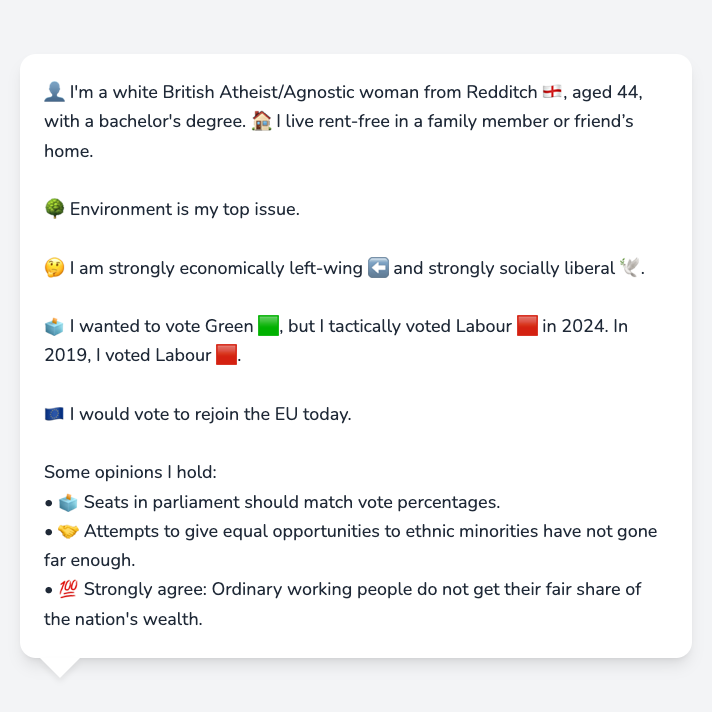 👤 I'm a white British Atheist/Agnostic woman from Redditch 🏴󠁧󠁢󠁥󠁮󠁧󠁿, aged 44,
with a bachelor's degree. 🏠 I live rent-free in a family member or friend’s
home.
🌳 Environment is my top issue.
🤔 I am strongly economically left-wing ⬅️ and strongly socially liberal 🕊️.
🗳️ I wanted to vote Green 🟩, but I tactically voted Labour 🟥 in 2024. In
2019, I voted Labour 🟥.
🇪🇺 I would vote to rejoin the EU today.
Some opinions I hold:
• 🗳️ Seats in parliament should match vote percentages.
• 🤝 Attempts to give equal opportunities to ethnic minorities have not gone
far enough.
• 💯 Strongly agree: Ordinary working people do not get their fair share of
the nation's wealth.